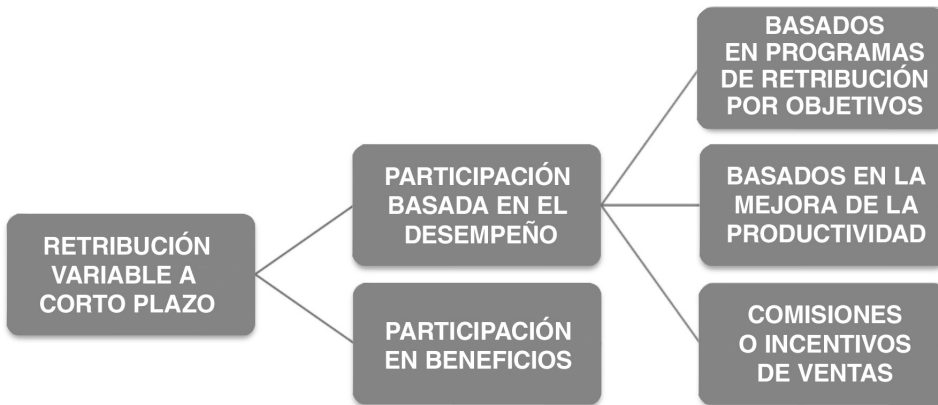 RETRIBUCIÓN
VARIABLE A
CORTO PLAZO
PARTICIPACIÓN
BASADA EN EL
DESEMPEÑO
PARTICIPACIÓN
EN BENEFICIOS
BASADOS
EN PROGRAMAS
DE RETRIBUCIÓN
POR OBJETIVOS
BASADOS EN LA
MEJORA DE LA
PRODUCTIVIDAD
COMISIONES
O INCENTIVOS
DE VENTAS